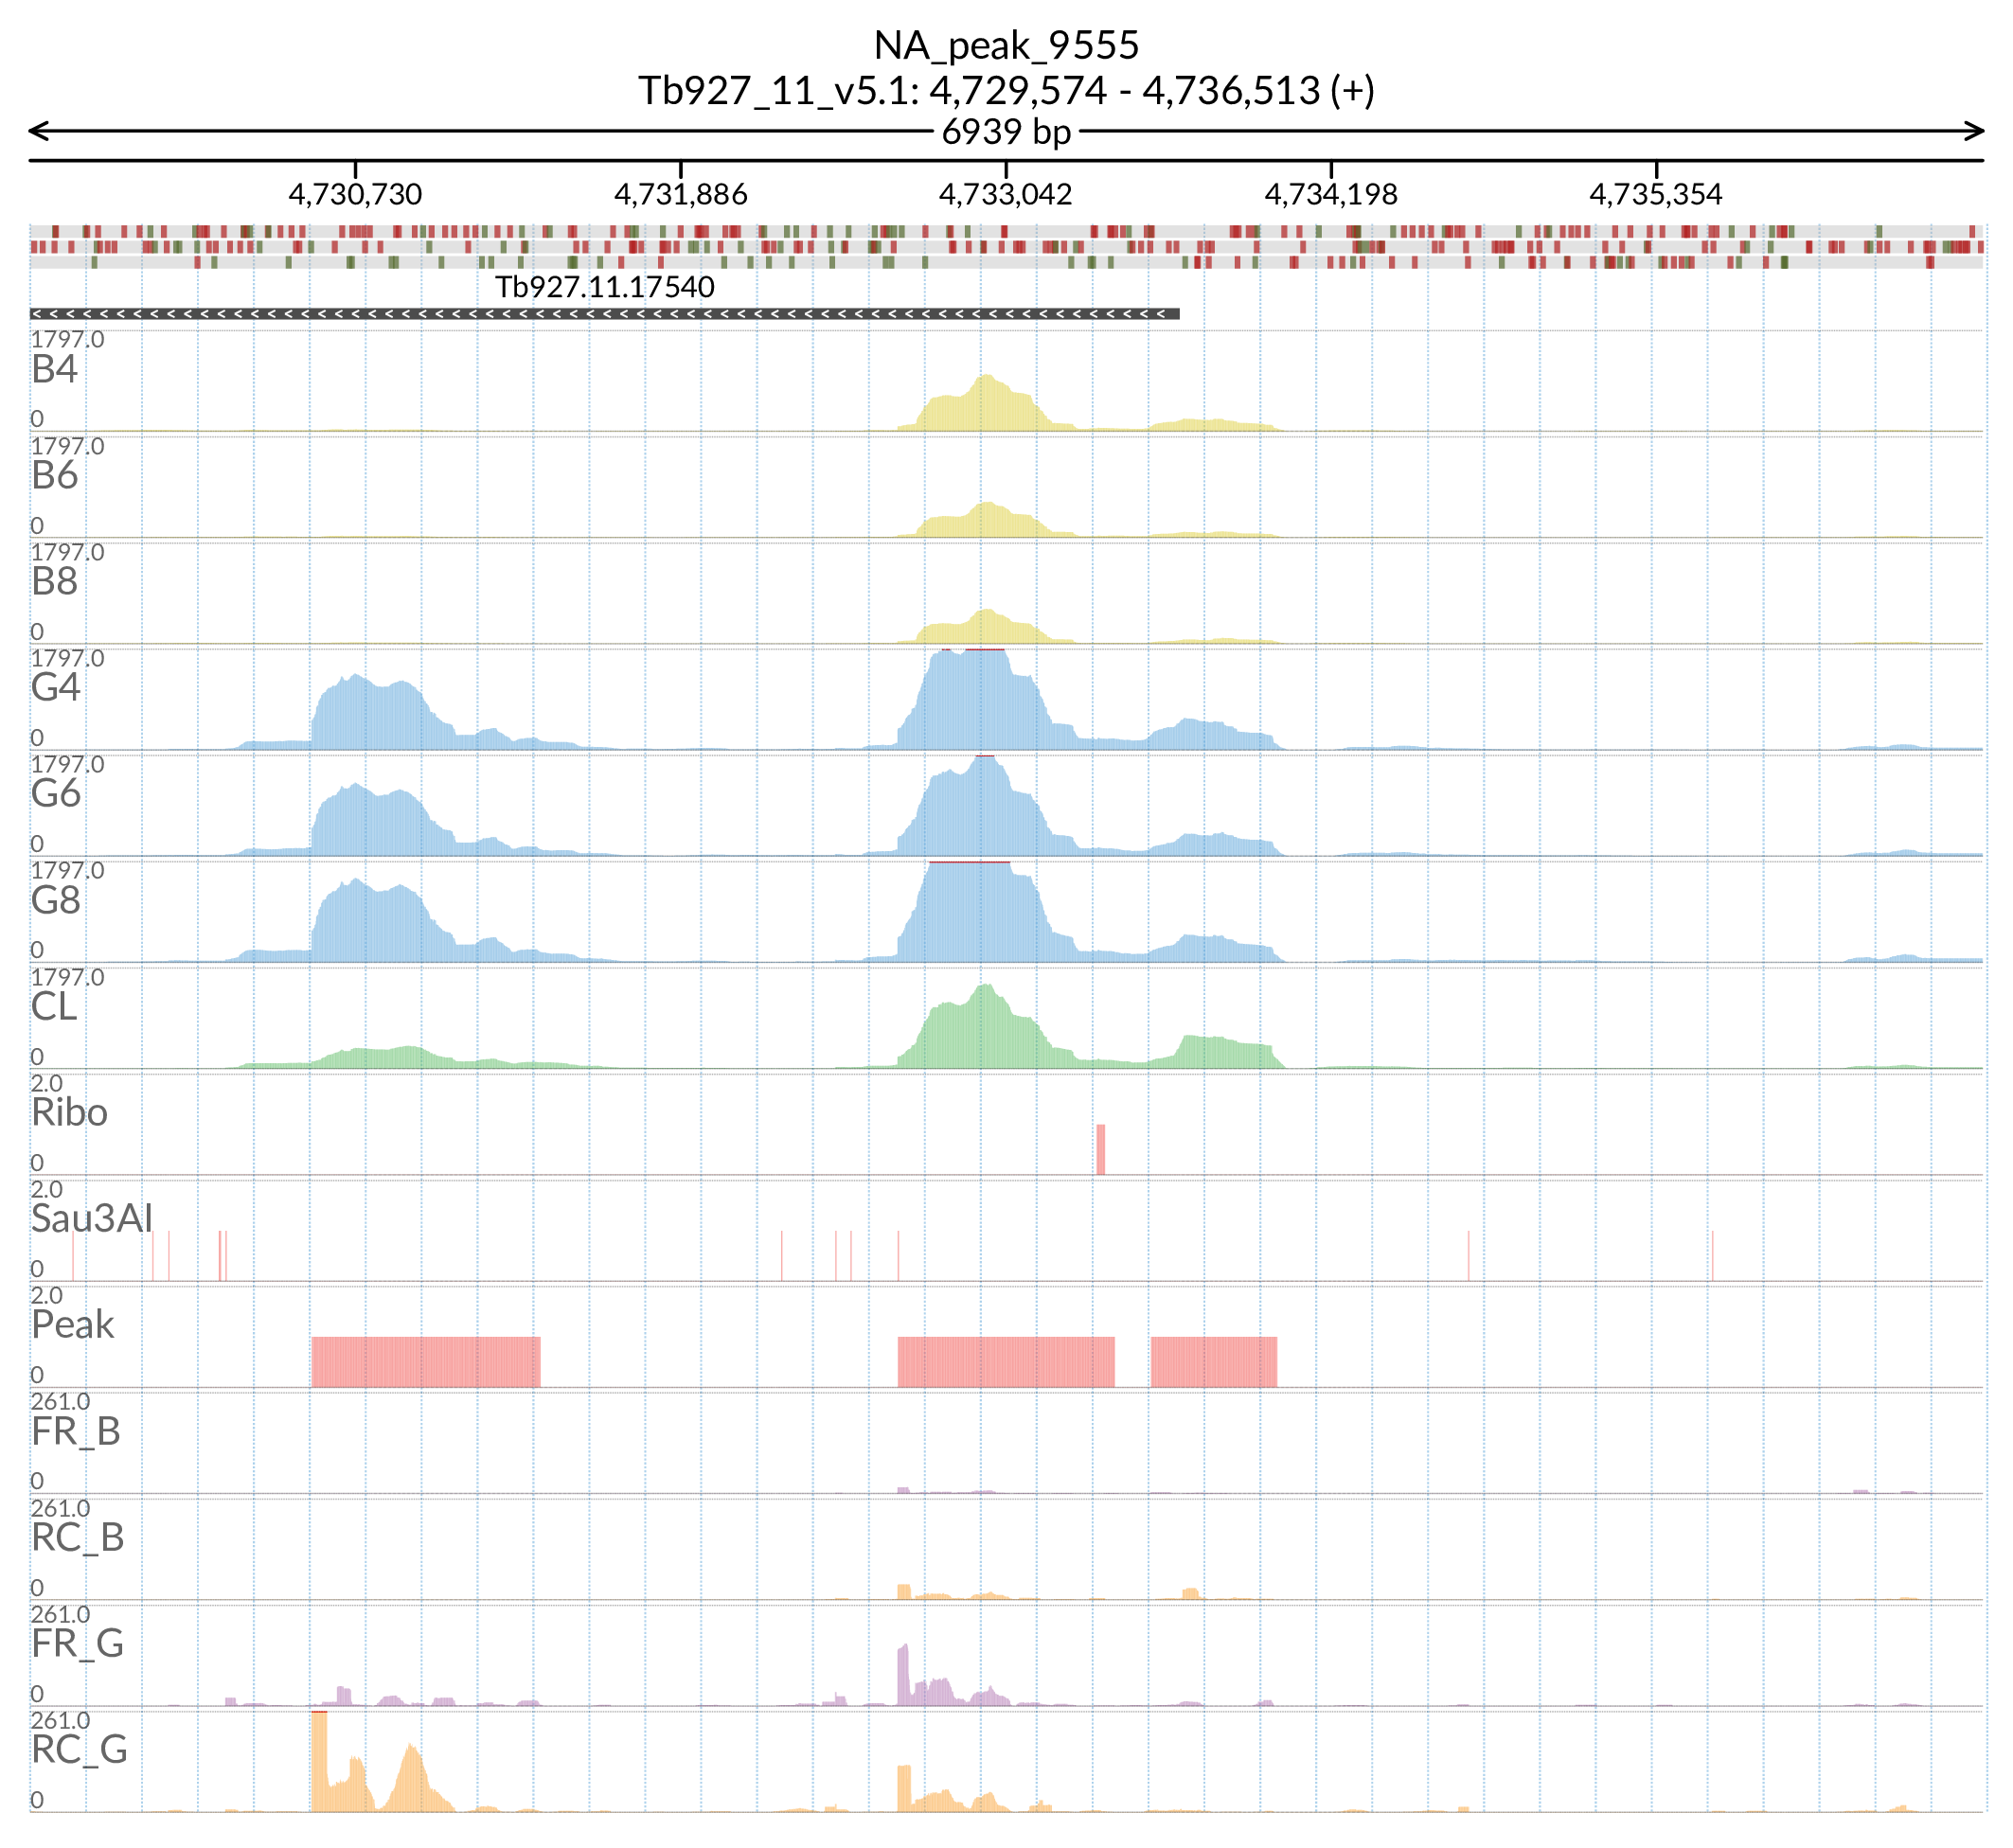 NA_peak_9555
Tb927_11_v5.1: 4,729,574 - 4,736,513 (+)
6939 bp
4,730,730 4,731,886 4,733,042 4,734,198 4,735,354
Tb927.11.17540
1797.0
B4
0
1797.0
B6
0
1797.0
B8
0
1797.0
G4
0
1797.0
G6
0
1797.0
G8
0
1797.0
CL
0
2.0
Ribo
0
2.0
Sau3AI
0
2.0
Peak
0
261.0
FR_B
0
261.0
RC_B
0
261.0
FR_G
0
261.0
RC_G
0